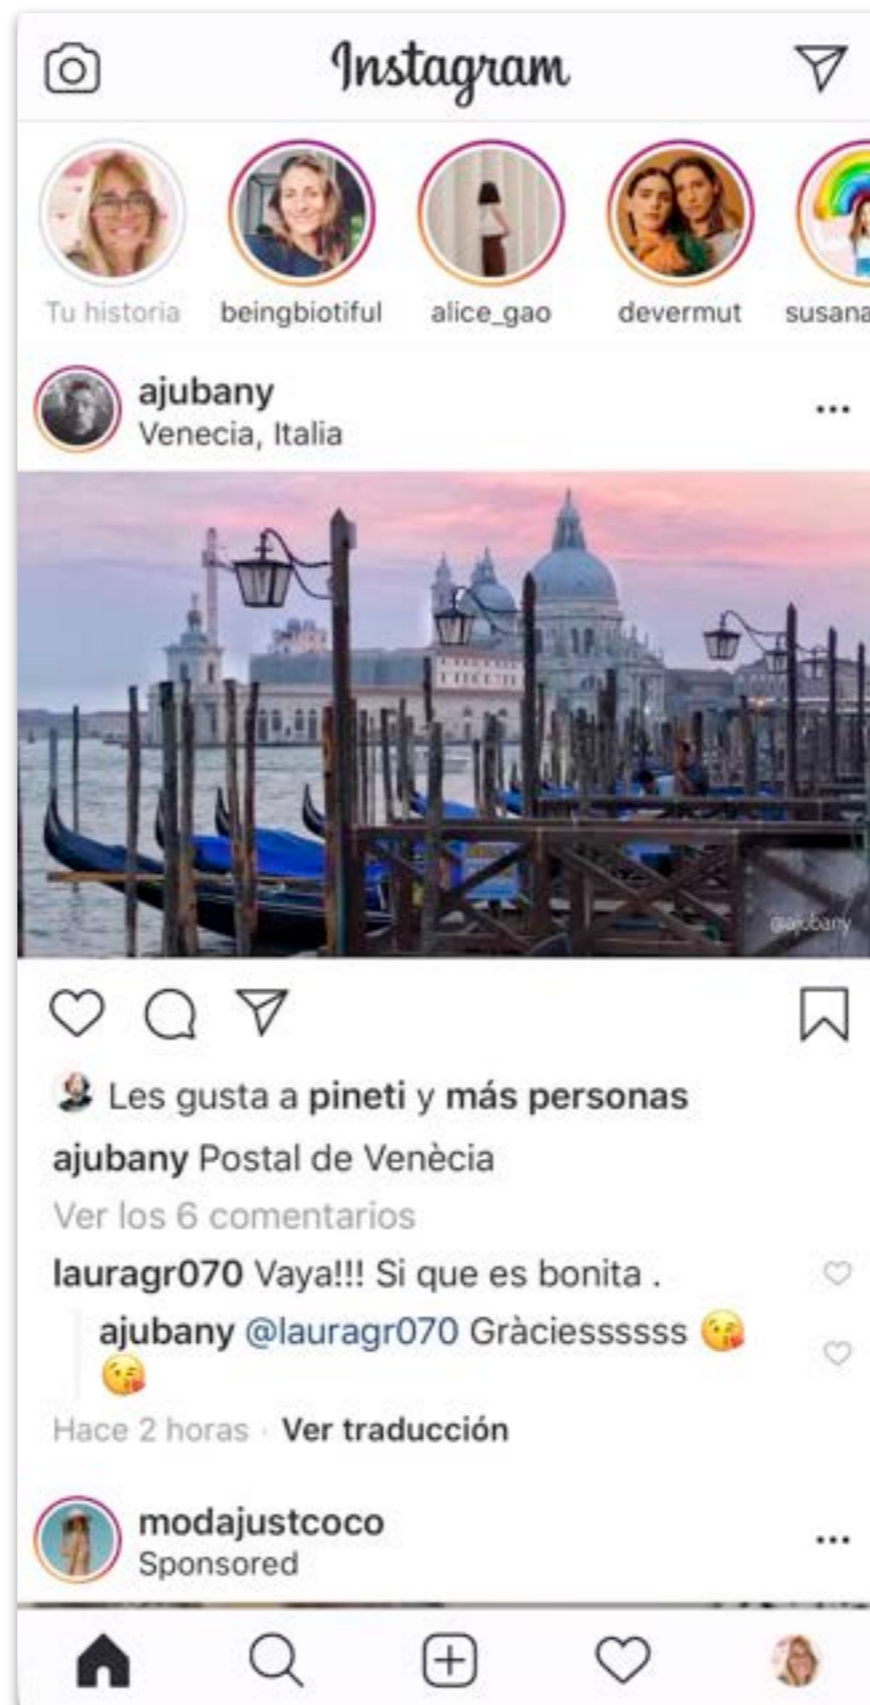 Instagram
Tu historia
beingbiotiful
alice_gao
devermut
susana
ajubany
Venecia, Italia
@ajubany
Les gusta a pineti y más personas
ajubany Postal de Venècia
Ver los 6 comentarios
lauragr070 Vaya!!! Si que es bonita .
ajubany @lauragr070 Gràciessssss 😘
😘
Hace 2 horas · Ver traducción
modajustcoco
Sponsored